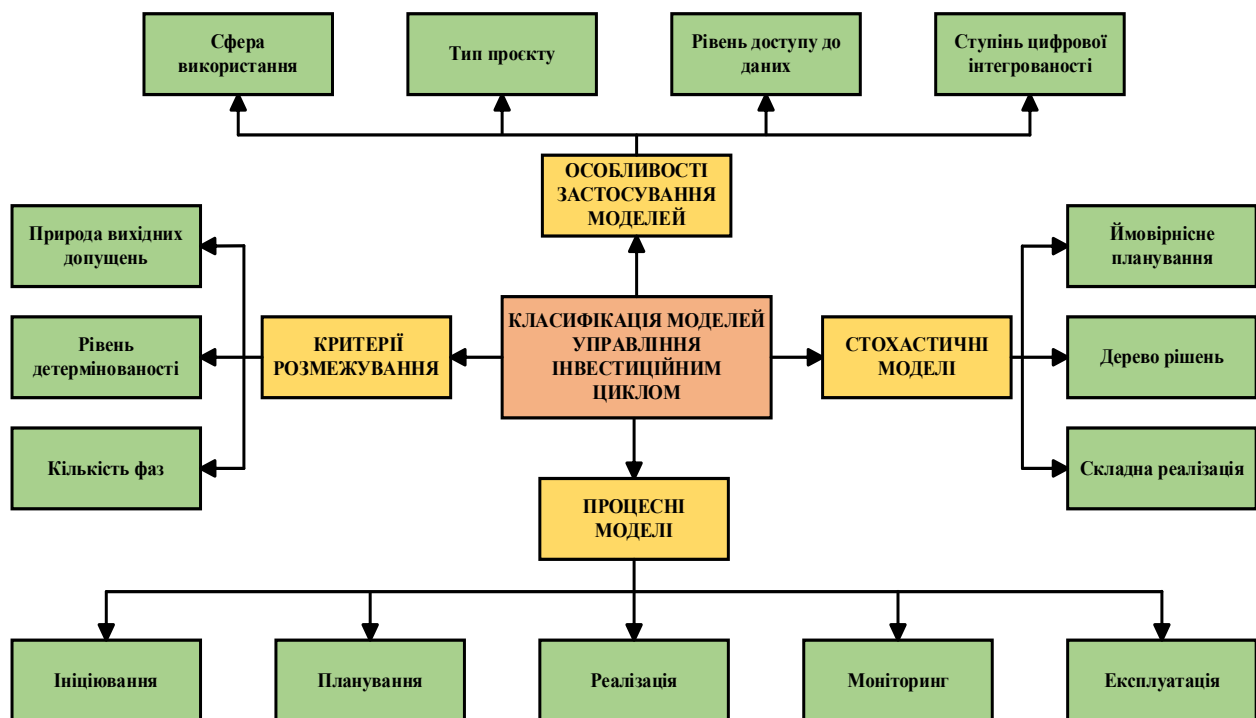 Сфера
використання
Тип проєкту
Рівень доступу до
даних
Ступінь цифрової
інтегрованості
ОСОБЛИВОСТІ
ЗАСТОСУВАННЯ
МОДЕЛЕЙ
Природа вихідних
допущень
Рівень
детермінованості
Кількість фаз
КРИТЕРІЇ
РОЗМЕЖУВАННЯ
КЛАСИФІКАЦІЯ МОДЕЛЕЙ
УПРАВЛІННЯ
ІНВЕСТИЦІЙНИМ
ЦИКЛОМ
СТОХАСТИЧНІ
МОДЕЛІ
Ймовірнісне
планування
Дерево рішень
Складна реалізація
ПРОЦЕСНІ
МОДЕЛІ
Ініціювання
Планування
Реалізація
Моніторинг
Експлуатація